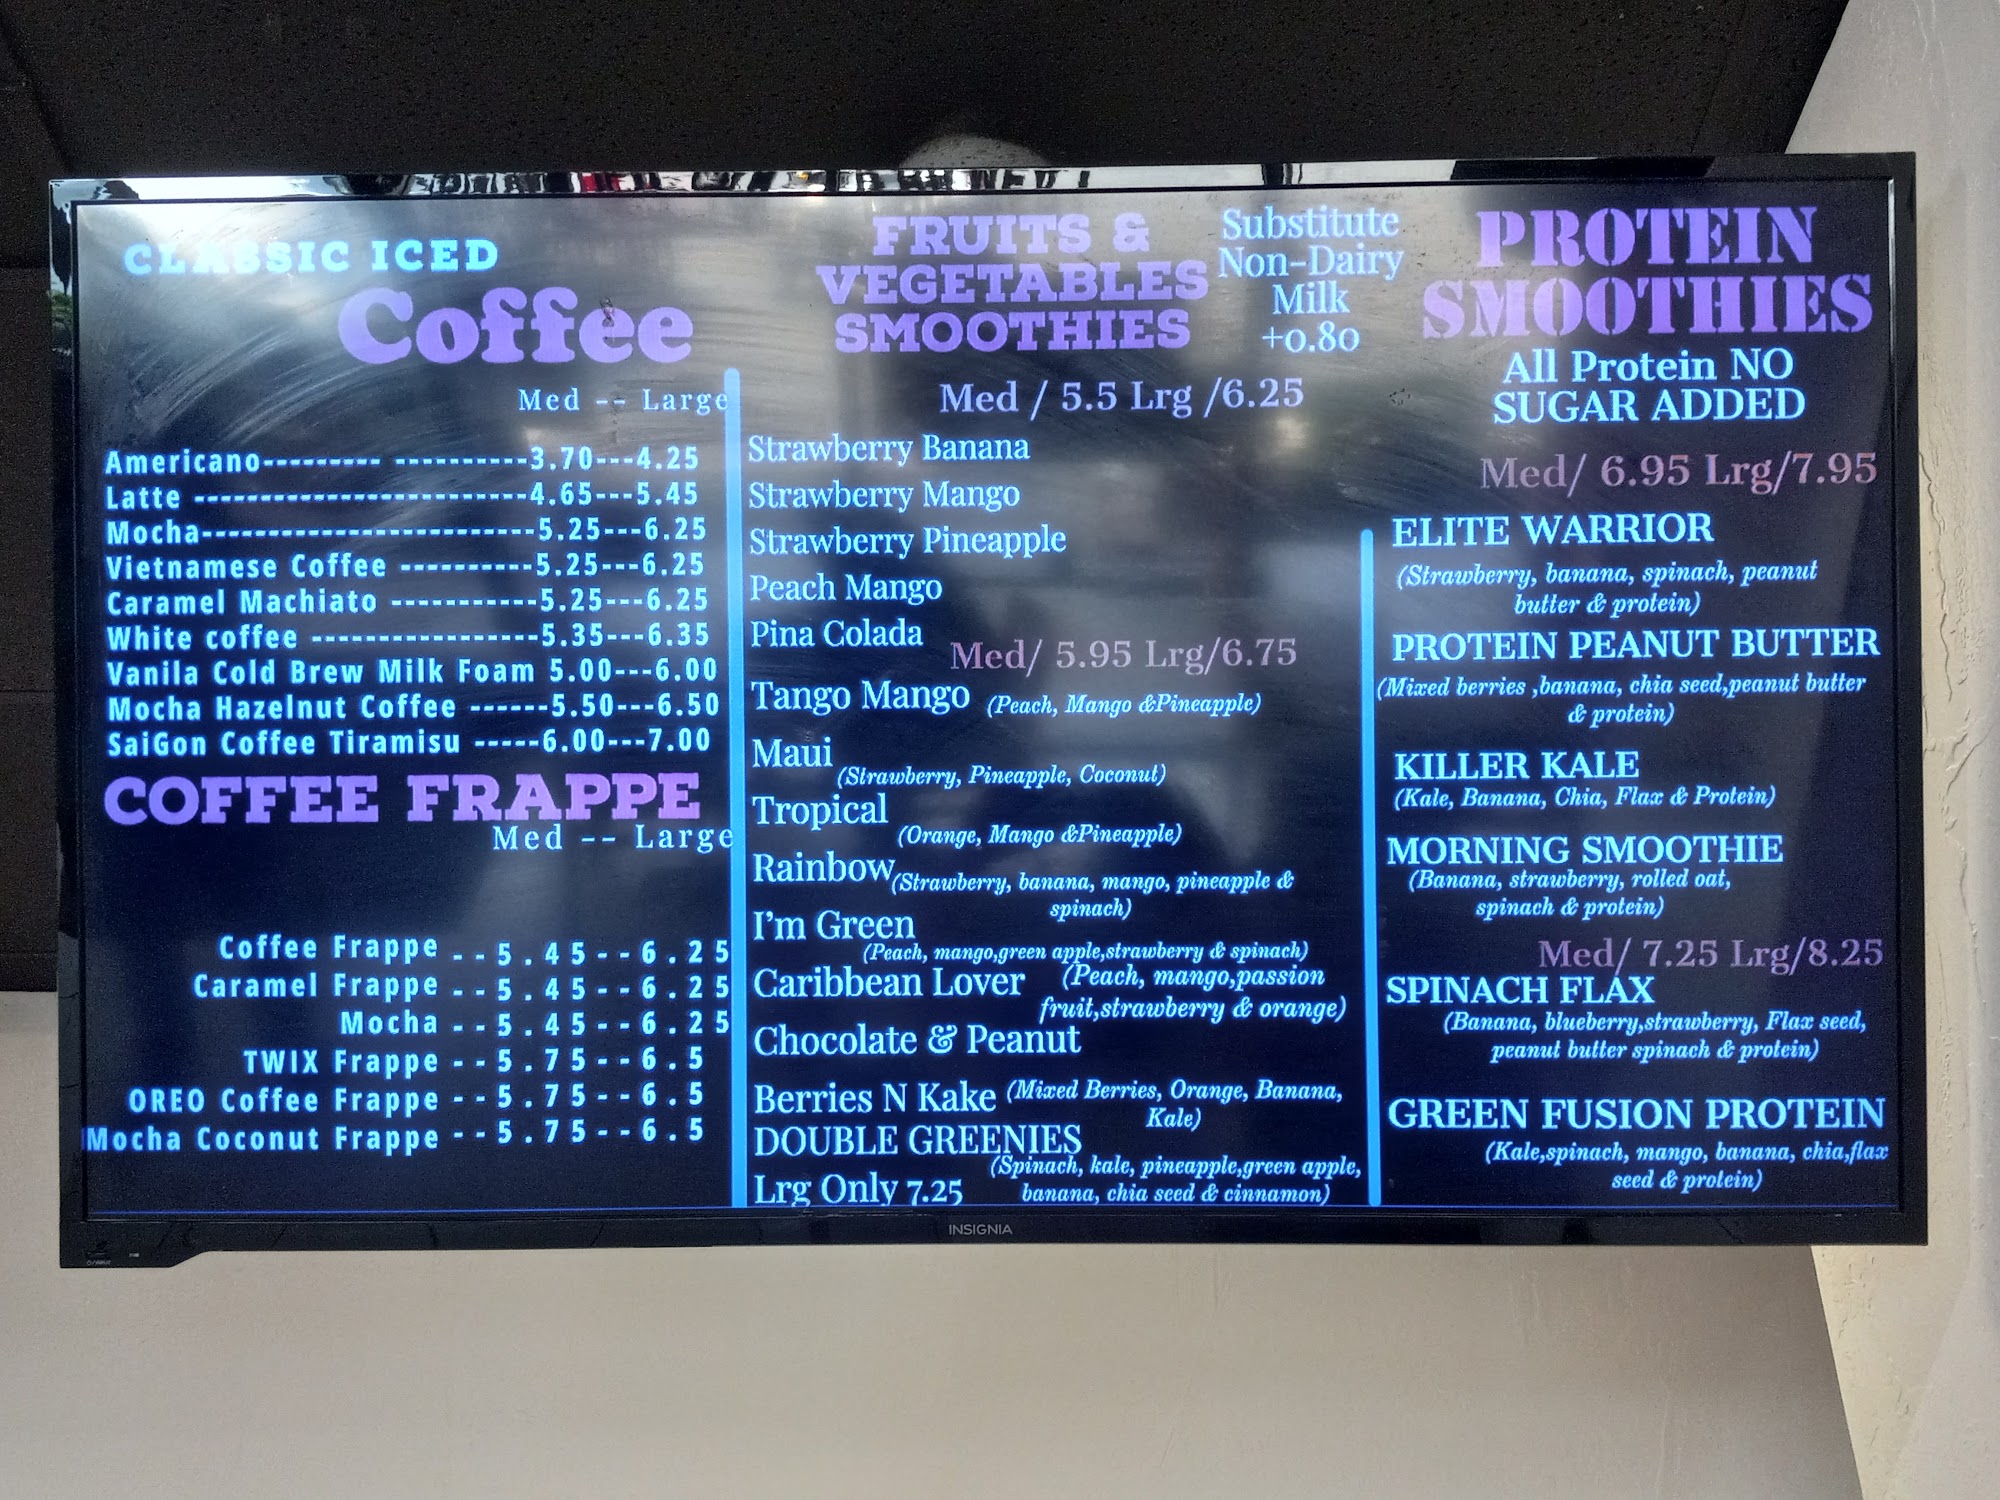 CLASSIC ICED
Coffee
Med -- Large
Americano--------- ----------3.70---4.25
Latte -------------------------4.65---5.45
Mocha-------------------------5.25---6.25
Vietnamese Coffee ----------5.25---6.25
Caramel Machiato -----------5.25---6.25
White coffee -----------------5.35---6.35
Vanila Cold Brew Milk Foam 5.00---6.00
Mocha Hazelnut Coffee ------5.50---6.50
SaiGon Coffee Tiramisu -----6.00---7.00
COFFEE FRAPPE
Med -- Large
Coffee Frappe --5.45--6.25
Caramel Frappe --5.45--6.25
Mocha --5.45--6.25
TWIX Frappe --5.75--6.5
OREO Coffee Frappe --5.75--6.5
Mocha Coconut Frappe --5.75--6.5
FRUITS &
VEGETABLES
SMOOTHIES
Substitute
Non-Dairy
Milk
+0.80
Med / 5.5 Lrg /6.25
Strawberry Banana
Strawberry Mango
Strawberry Pineapple
Peach Mango
Pina Colada
Med/ 5.95 Lrg/6.75
Tango Mango (Peach, Mango &Pineapple)
Maui
(Strawberry, Pineapple, Coconut)
Tropical
(Orange, Mango &Pineapple)
Rainbow(Strawberry, banana, mango, pineapple &
spinach)
I'm Green
(Peach, mango,green apple,strawberry & spinach)
Caribbean Lover (Peach, mango,passion
fruit,strawberry & orange)
Chocolate & Peanut
Berries N Kake (Mixed Berries, Orange, Banana,
Kale)
DOUBLE GREENIES
(Spinach, kale, pineapple,green apple,
Lrg Only 7.25 banana, chia seed & cinnamon)
PROTEIN
SMOOTHIES
All Protein NO
SUGAR ADDED
Med/ 6.95 Lrg/7.95
ELITE WARRIOR
(Strawberry, banana, spinach, peanut
butter & protein)
PROTEIN PEANUT BUTTER
(Mixed berries ,banana, chia seed,peanut butter
& protein)
KILLER KALE
(Kale, Banana, Chia, Flax & Protein)
MORNING SMOOTHIE
(Banana, strawberry, rolled oat,
spinach & protein)
Med/ 7.25 Lrg/8.25
SPINACH FLAX
(Banana, blueberry,strawberry, Flax seed,
peanut butter spinach & protein)
GREEN FUSION PROTEIN
(Kale,spinach, mango, banana, chia,flax
seed & protein)
INSIGNIA